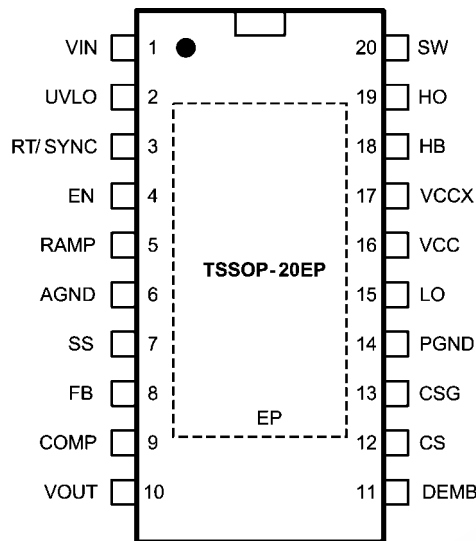 VIN 1 20 SW
UVLO 2 19 HO
RT/SYNC 3 18 HB
EN 4 17 VCCX
RAMP 5 16 VCC
TSSOP-20EP
AGND 6 15 LO
SS 7 14 PGND
FB 8 13 CSG
EP
COMP 9 12 CS
VOUT 10 11 DEMB